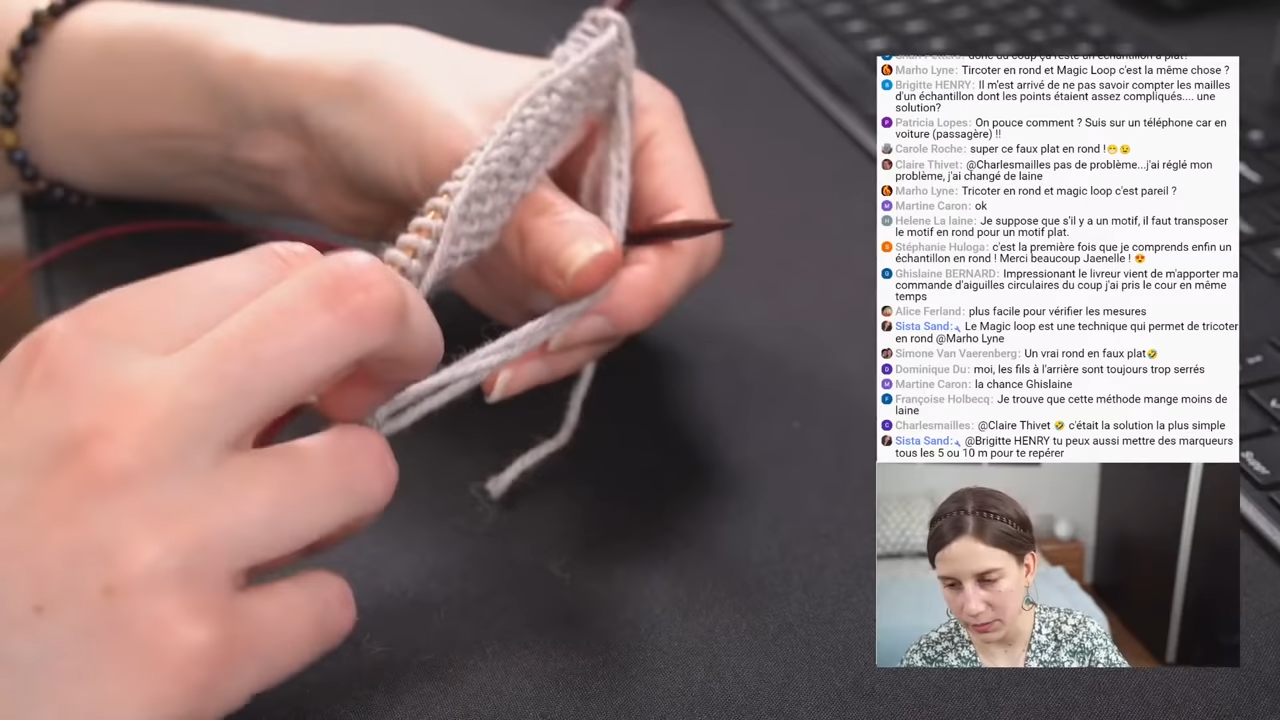 donc du coup ça reste un échantillon à plat?
Marho Lyne: Tircoter en rond et Magic Loop c'est la même chose ?
Brigitte HENRY: Il m'est arrivé de ne pas savoir compter les mailles
d'un échantillon dont les points étaient assez compliqués.... une
solution?
Patricia Lopes: On pouce comment ? Suis sur un téléphone car en
voiture (passagère) !!
Carole Roche: super ce faux plat en rond !😁😉
Claire Thivet: @Charlesmailles pas de problème...j'ai réglé mon
problème, j'ai changé de laine
Marho Lyne: Tricoter en rond et magic loop c'est pareil ?
Martine Caron: ok
Helene La laine: Je suppose que s'il y a un motif, il faut transposer
le motif en rond pour un motif plat.
Stéphanie Huloga: c'est la première fois que je comprends enfin un
échantillon en rond ! Merci beaucoup Jaenelle ! 😍
Ghislaine BERNARD: Impressionant le livreur vient de m'apporter ma
commande d'aiguilles circulaires du coup j'ai pris le cour en même
temps
Alice Ferland: plus facile pour vérifier les mesures
Sista Sand: Le Magic loop est une technique qui permet de tricoter
en rond @Marho Lyne
Simone Van Vaerenberg: Un vrai rond en faux plat🤣
Dominique Du: moi, les fils à l'arrière sont toujours trop serrés
Martine Caron: la chance Ghislaine
Françoise Holbecq: Je trouve que cette méthode mange moins de
laine
Charlesmailles: @Claire Thivet 🤣 c'était la solution la plus simple
Sista Sand: @Brigitte HENRY tu peux aussi mettre des marqueurs
tous les 5 ou 10 m pour te repérer